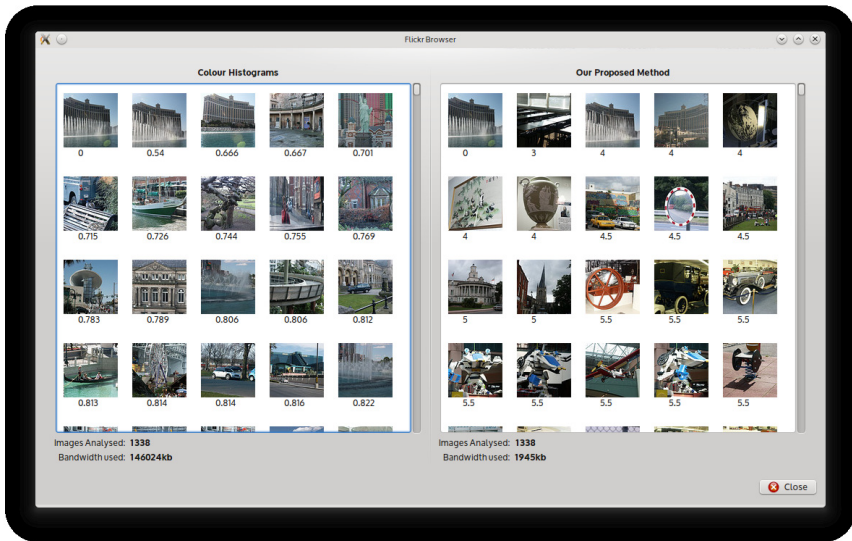 Flickr Browser
Colour Histograms
0 0.54 0.666 0.667 0.701
0.715 0.726 0.744 0.755 0.769
0.783 0.789 0.806 0.806 0.812
0.813 0.814 0.814 0.816 0.822
Images Analysed: 1338
Bandwidth used: 146024kb
Our Proposed Method
0 3 4 4 4
4 4 4.5 4.5 4.5
5 5 5.5 5.5 5.5
5.5 5.5 5.5 5.5 5.5
Images Analysed: 1338
Bandwidth used: 1945kb
Close